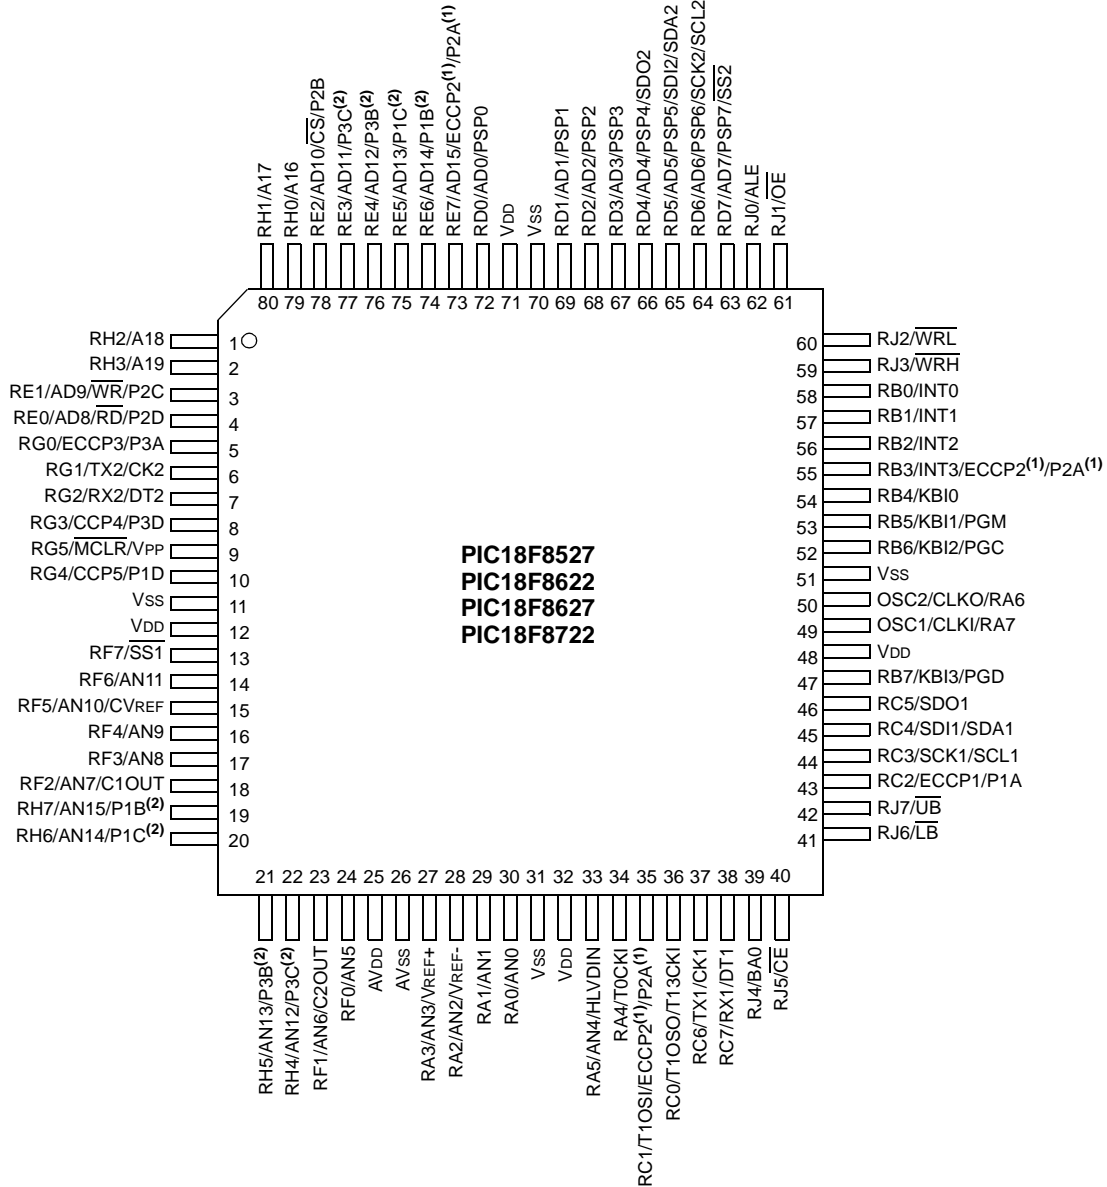 RH1/A17
RH0/A16
RE2/AD10/CS/P2B
RE3/AD11/P3C(2)
RE4/AD12/P3B(2)
RE5/AD13/P1C(2)
RE6/AD14/P1B(2)
RE7/AD15/ECCP2(1)/P2A(1)
RD0/AD0/PSP0
VDD
VSS
RD1/AD1/PSP1
RD2/AD2/PSP2
RD3/AD3/PSP3
RD4/AD4/PSP4/SDO2
RD5/AD5/PSP5/SDI2/SDA2
RD6/AD6/PSP6/SCK2/SCL2
RD7/AD7/PSP7/SS2
RJ0/ALE
RJ1/OE
80 79 78 77 76 75 74 73 72 71 70 69 68 67 66 65 64 63 62 61
RH2/A18 1
RH3/A19 2
RE1/AD9/WR/P2C 3
RE0/AD8/RD/P2D 4
RG0/ECCP3/P3A 5
RG1/TX2/CK2 6
RG2/RX2/DT2 7
RG3/CCP4/P3D 8
RG5/MCLR/VPP 9
RG4/CCP5/P1D 10
VSS 11
VDD 12
RF7/SS1 13
RF6/AN11 14
RF5/AN10/CVREF 15
RF4/AN9 16
RF3/AN8 17
RF2/AN7/C1OUT 18
RH7/AN15/P1B(2) 19
RH6/AN14/P1C(2) 20
PIC18F8527
PIC18F8622
PIC18F8627
PIC18F8722
60 RJ2/WRL
59 RJ3/WRH
58 RB0/INT0
57 RB1/INT1
56 RB2/INT2
55 RB3/INT3/ECCP2(1)/P2A(1)
54 RB4/KBI0
53 RB5/KBI1/PGM
52 RB6/KBI2/PGC
51 VSS
50 OSC2/CLKO/RA6
49 OSC1/CLKI/RA7
48 VDD
47 RB7/KBI3/PGD
46 RC5/SDO1
45 RC4/SDI1/SDA1
44 RC3/SCK1/SCL1
43 RC2/ECCP1/P1A
42 RJ7/UB
41 RJ6/LB
21 22 23 24 25 26 27 28 29 30 31 32 33 34 35 36 37 38 39 40
RH5/AN13/P3B(2)
RH4/AN12/P3C(2)
RF1/AN6/C2OUT
RF0/AN5
AVDD
AVSS
RA3/AN3/VREF+
RA2/AN2/VREF-
RA1/AN1
RA0/AN0
VSS
VDD
RA5/AN4/HLVDIN
RA4/T0CKI
RC1/T1OSI/ECCP2(1)/P2A(1)
RC0/T1OSO/T13CKI
RC6/TX1/CK1
RC7/RX1/DT1
RJ4/BA0
RJ5/CE